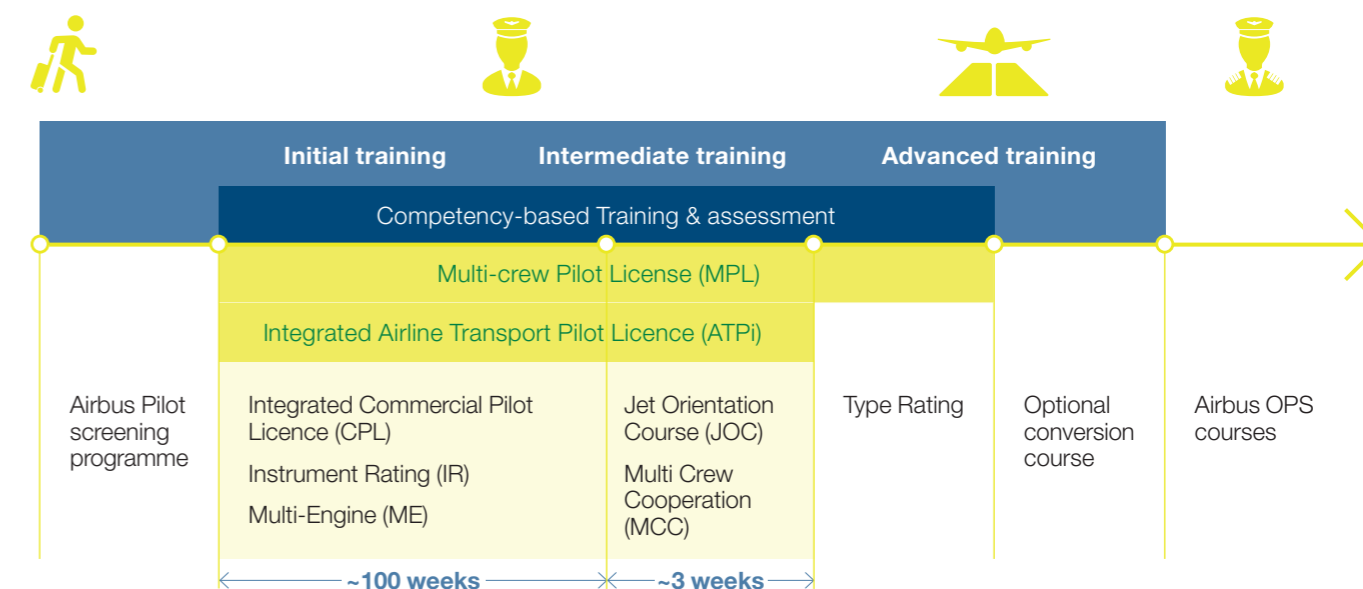 Initial training
Intermediate training
Advanced training
Competency-based Training & assessment
Multi-crew Pilot License (MPL)
Integrated Airline Transport Pilot Licence (ATPi)
Airbus Pilot
screening
programme
Integrated Commercial Pilot
Licence (CPL)
Instrument Rating (IR)
Multi-Engine (ME)
Jet Orientation
Course (JOC)
Multi Crew
Cooperation
(MCC)
Type Rating
Optional
conversion
course
Airbus OPS
courses
~100 weeks
~3 weeks